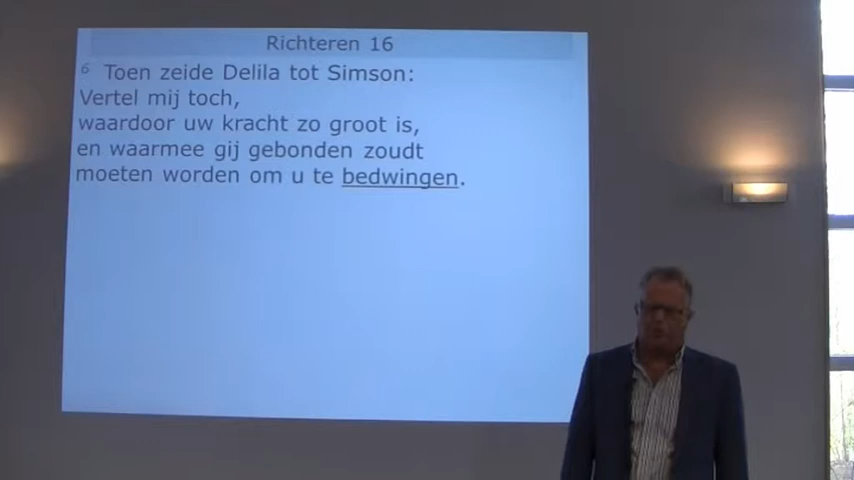 Richteren 16
6 Toen zeide Delila tot Simson:
Vertel mij toch,
waardoor uw kracht zo groot is,
en waarmee gij gebonden zoudt
moeten worden om u te bedwingen.